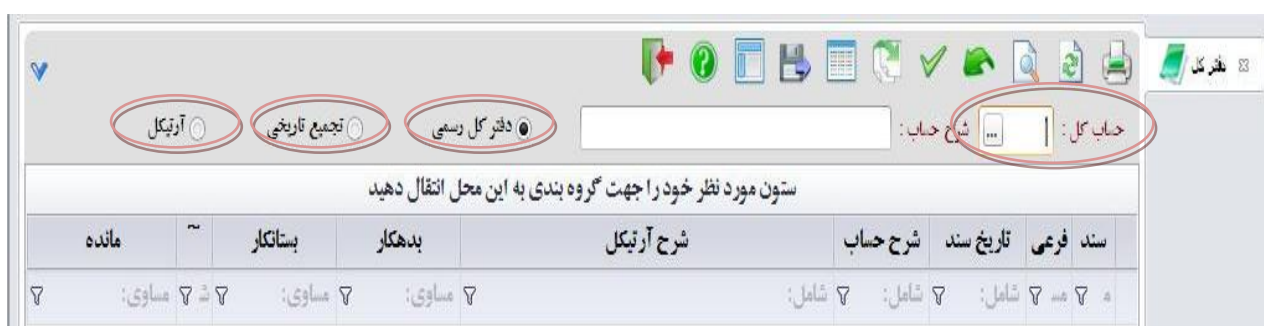 دفتر کل
حساب کل : ... شرح حساب : دفتر کل رسمی تجمیع تاریخی آرتیکل
ستون مورد نظر خود را جهت گروه بندی به این محل انتقال دهید
سند فرعی تاریخ سند شرح حساب شرح آرتیکل بدهکار بستانکار ~ مانده
شامل: شامل: شامل: مساوی: مساوی: مساوی: